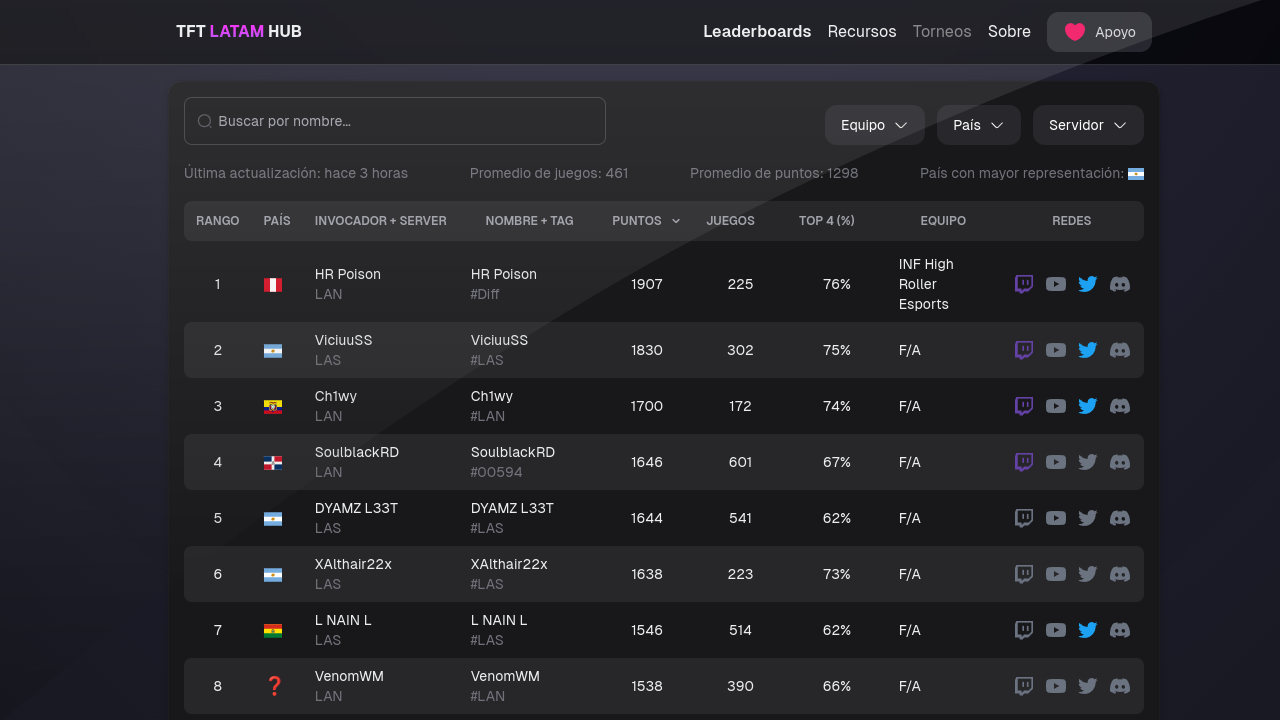 TFT LATAM HUB
Leaderboards Recursos Torneos Sobre Apoyo
Buscar por nombre...
Equipo País Servidor
Última actualización: hace 3 horas Promedio de juegos: 461 Promedio de puntos: 1298 País con mayor representación:
RANGO PAÍS INVOCADOR + SERVER NOMBRE + TAG PUNTOS JUEGOS TOP 4 (%) EQUIPO REDES
1 HR Poison LAN HR Poison #Diff 1907 225 76% INF High Roller Esports
2 ViciuuSS LAS ViciuuSS #LAS 1830 302 75% F/A
3 Ch1wy LAN Ch1wy #LAN 1700 172 74% F/A
4 SoulblackRD LAN SoulblackRD #00594 1646 601 67% F/A
5 DYAMZ L33T LAS DYAMZ L33T #LAS 1644 541 62% F/A
6 XAlthair22x LAS XAlthair22x #LAS 1638 223 73% F/A
7 L NAIN L LAS L NAIN L #LAS 1546 514 62% F/A
8 VenomWM LAN VenomWM #LAN 1538 390 66% F/A